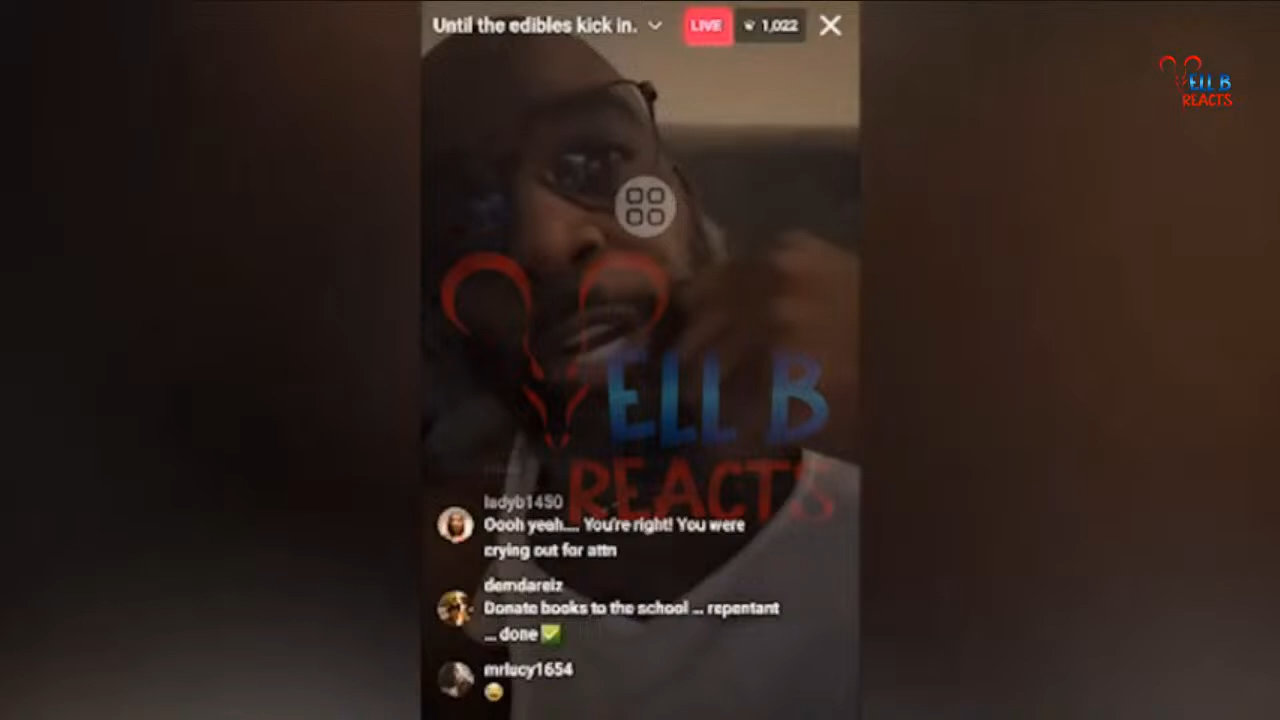 Until the edibles kick in.
LIVE
1,022
ELL B
REACTS
ELL B
REACTS
ladyb1450
Oooh yeah.... You're right! You were
crying out for attn
demdareiz
Donate books to the school ... repentant
... done ✅
mrlucy1654